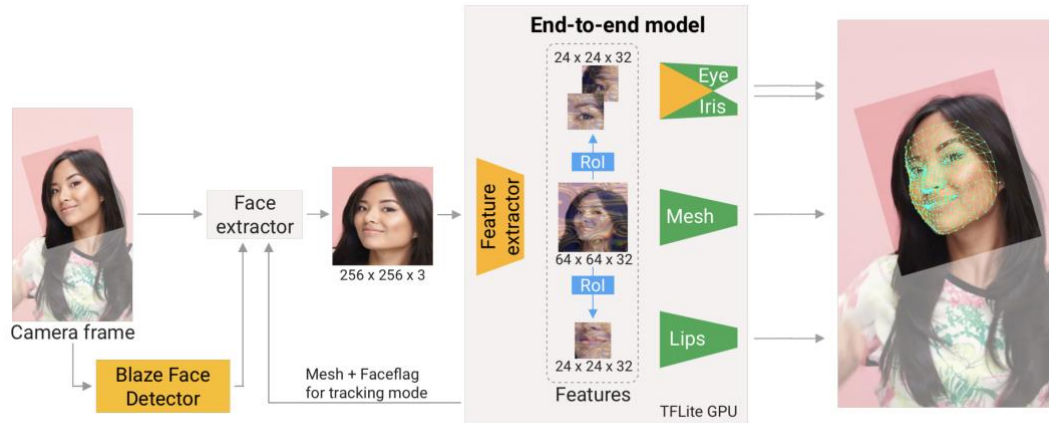 End-to-end model
24 x 24 x 32
Eye
Iris
RoI
Face
extractor
Feature
extractor
Mesh
256 x 256 x 3
64 x 64 x 32
RoI
Camera frame
Lips
Blaze Face
Detector
Mesh + Faceflag
for tracking mode
24 x 24 x 32
Features
TFLite GPU